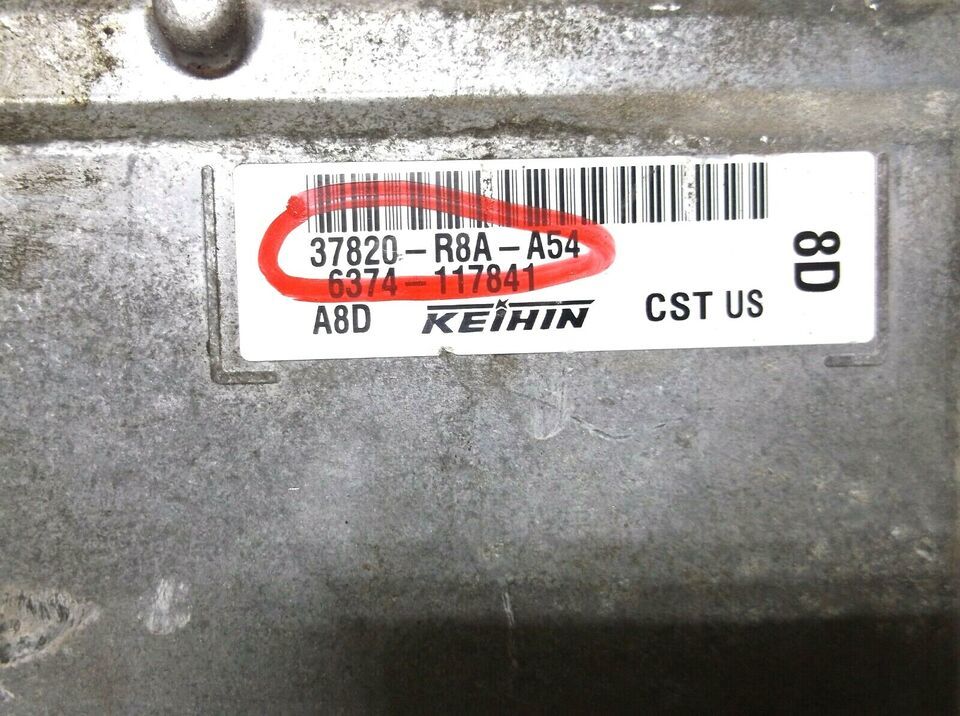 37820-R8A-A54
6374-117841
A8D KEIHIN CST US
8D